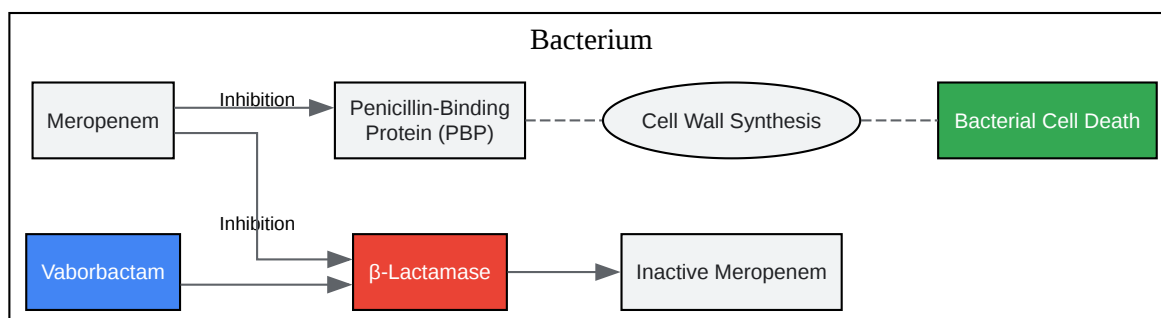 Bacterium
Meropenem
Inhibition
Penicillin-Binding
Protein (PBP)
Cell Wall Synthesis
Bacterial Cell Death
Inhibition
Vaborbactam
β-Lactamase
Inactive Meropenem